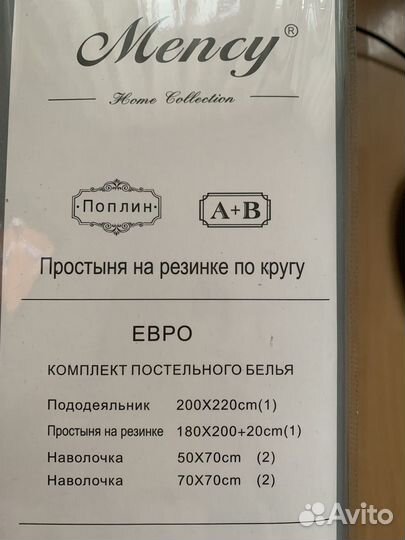 Mency®
Home Collection
·Поплин·
A+B
Простыня на резинке по кругу
ЕВРО
КОМПЛЕКТ ПОСТЕЛЬНОГО БЕЛЬЯ
Пододеяльник 200X220cm(1)
Простыня на резинке 180X200+20cm(1)
Наволочка 50X70cm (2)
Наволочка 70X70cm (2)
Avito